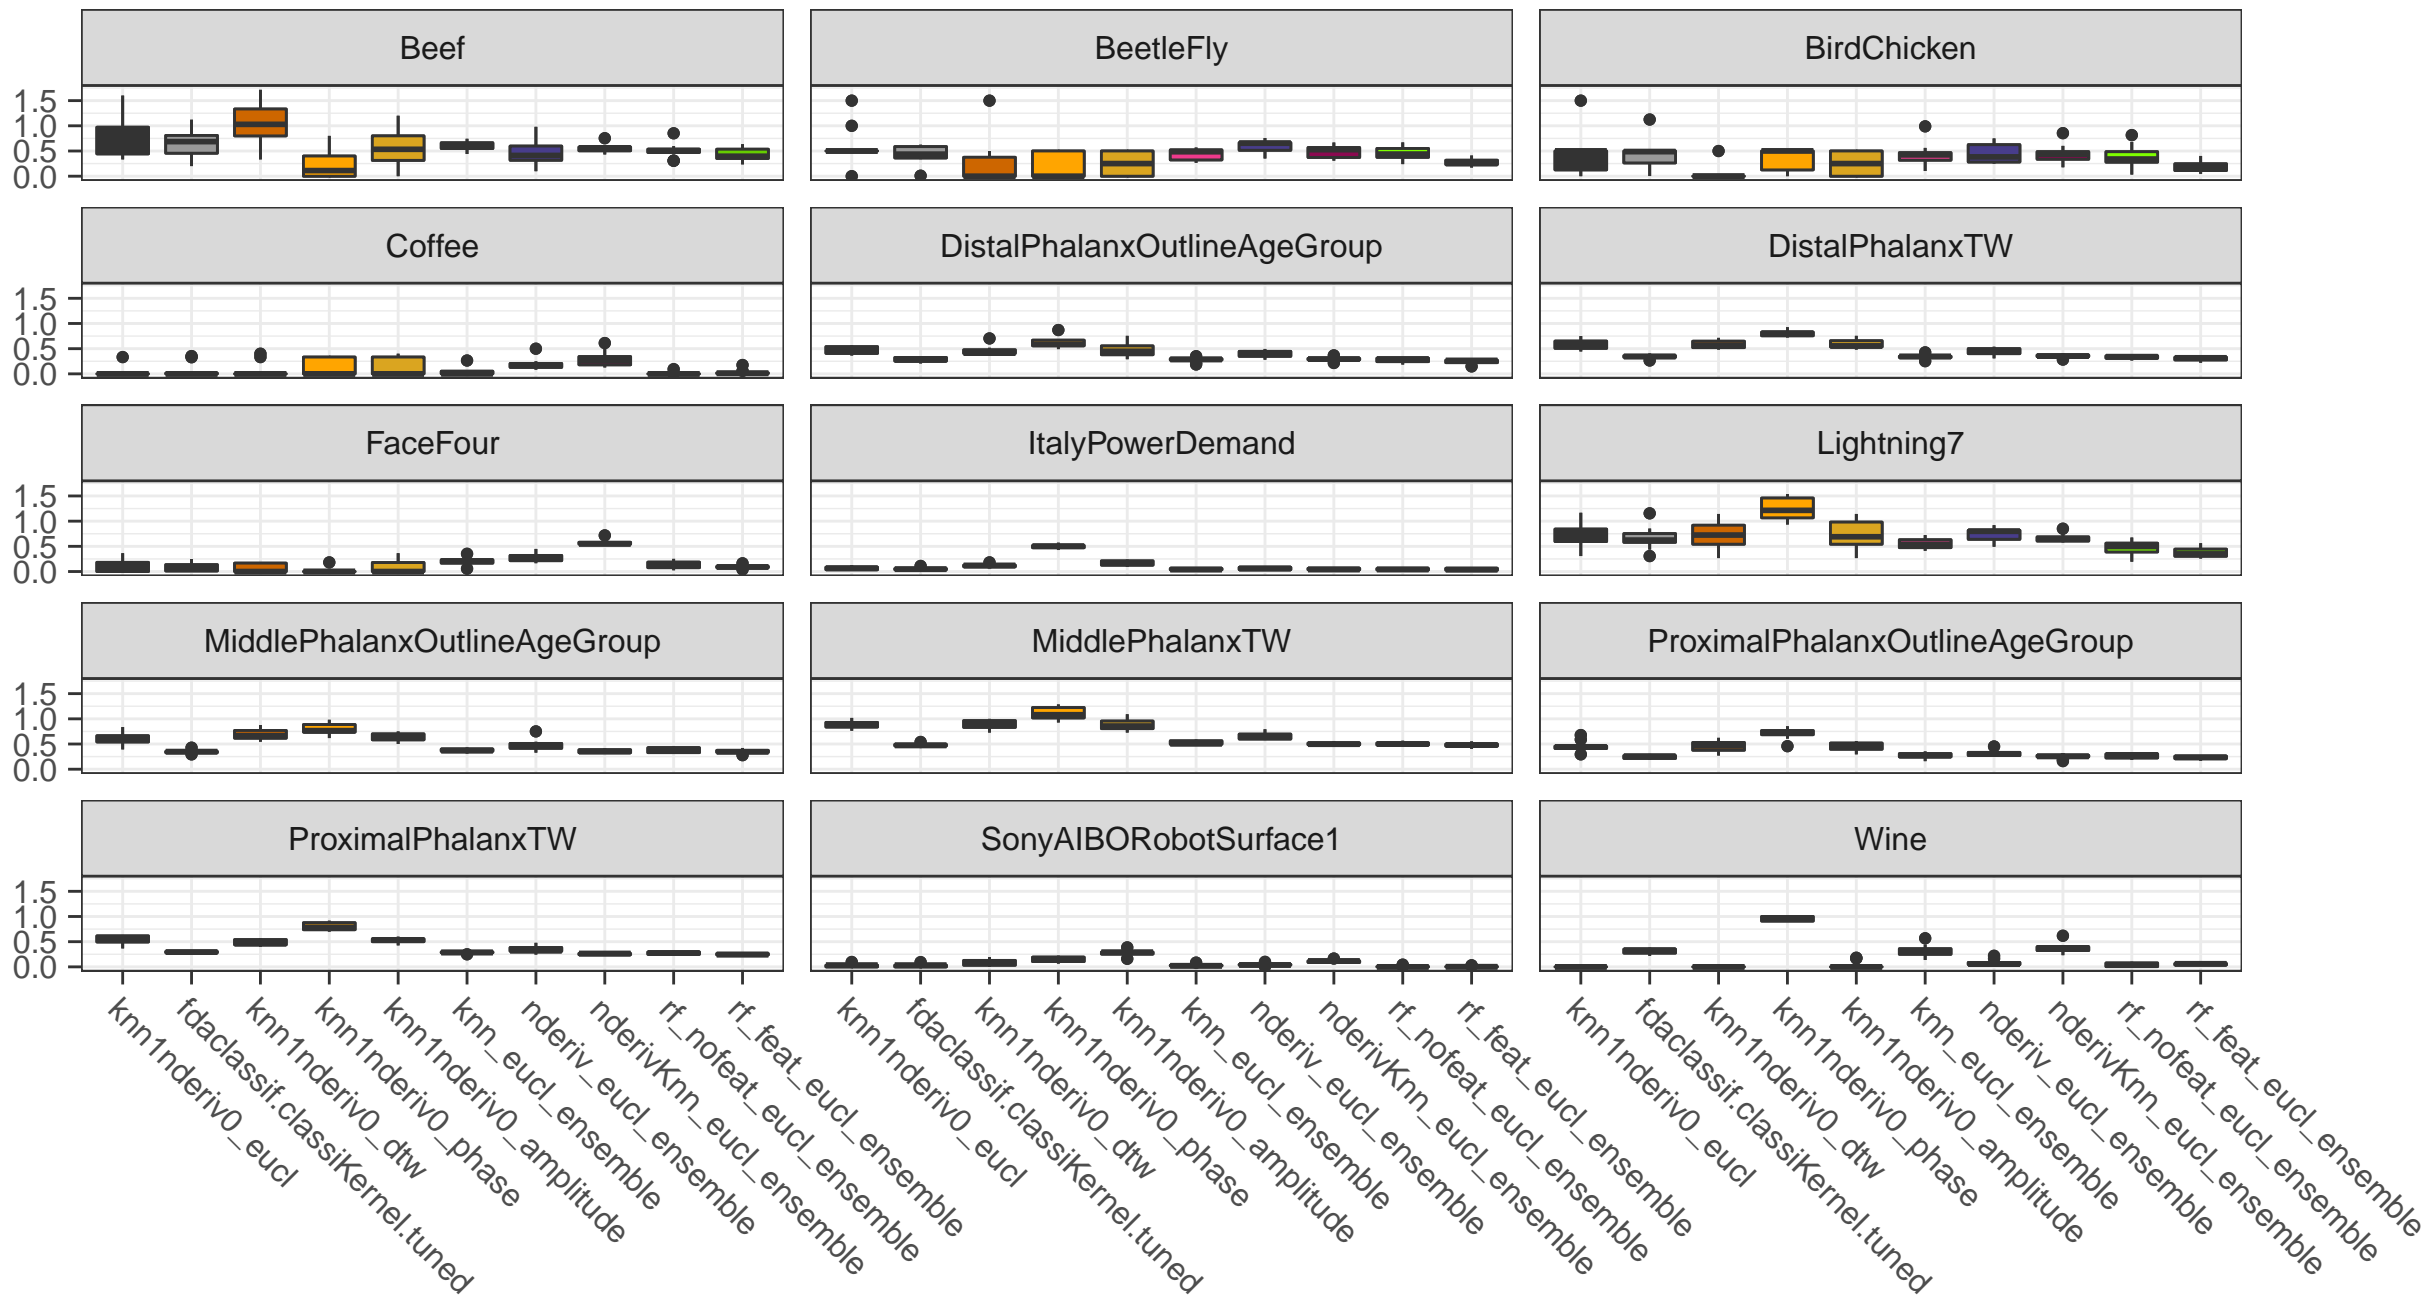 Beef
BeetleFly
BirdChicken
1.5
1.0
0.5
0.0
Coffee
DistalPhalanxOutlineAgeGroup
DistalPhalanxTW
1.5
1.0
0.5
0.0
FaceFour
ItalyPowerDemand
Lightning7
1.5
1.0
0.5
0.0
MiddlePhalanxOutlineAgeGroup
MiddlePhalanxTW
ProximalPhalanxOutlineAgeGroup
1.5
1.0
0.5
0.0
ProximalPhalanxTW
SonyAIBORobotSurface1
Wine
1.5
1.0
0.5
0.0
knn1nderiv0_eucl
fdaclassif.classiKernel.tuned
knn1nderiv0_dtw
knn1nderiv0_phase
knn1nderiv0_amplitude
knn_eucl_ensemble
nderiv_eucl_ensemble
nderivKnn_eucl_ensemble
rf_nofeat_eucl_ensemble
rf_feat_eucl_ensemble
knn1nderiv0_eucl
fdaclassif.classiKernel.tuned
knn1nderiv0_dtw
knn1nderiv0_phase
knn1nderiv0_amplitude
knn_eucl_ensemble
nderiv_eucl_ensemble
nderivKnn_eucl_ensemble
rf_nofeat_eucl_ensemble
rf_feat_eucl_ensemble
knn1nderiv0_eucl
fdaclassif.classiKernel.tuned
knn1nderiv0_dtw
knn1nderiv0_phase
knn1nderiv0_amplitude
knn_eucl_ensemble
nderiv_eucl_ensemble
nderivKnn_eucl_ensemble
rf_nofeat_eucl_ensemble
rf_feat_eucl_ensemble